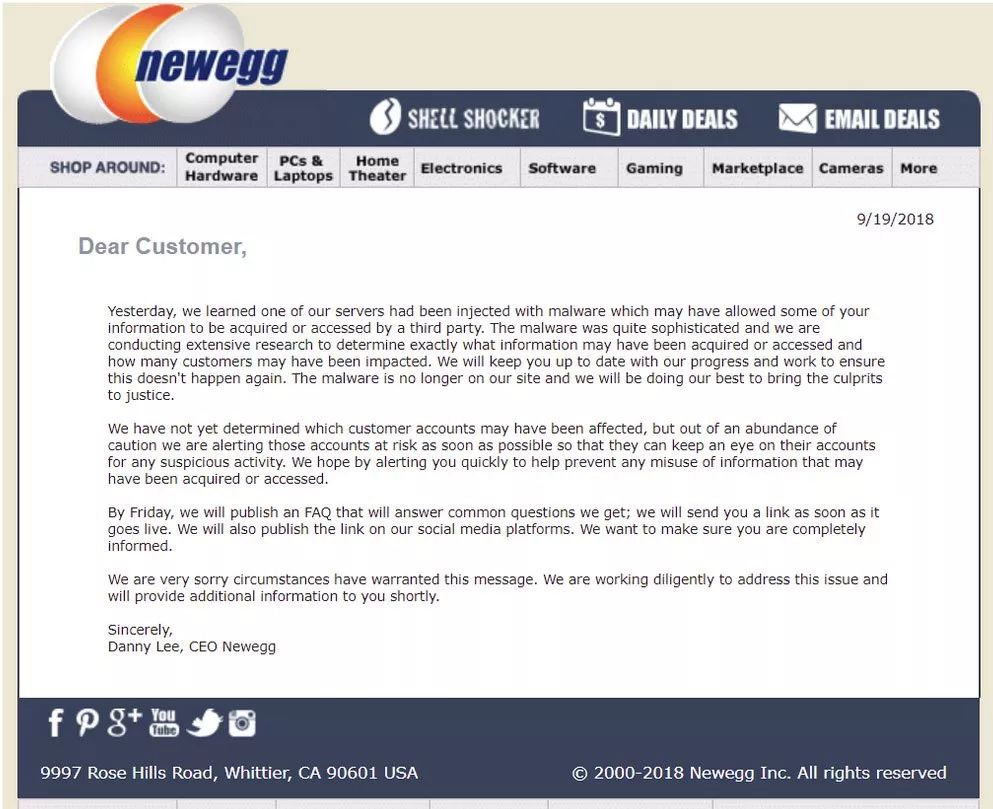 newegg
SHELL SHOCKER
$ DAILY DEALS
EMAIL DEALS
SHOP AROUND:
Computer Hardware
PCs & Laptops
Home Theater
Electronics
Software
Gaming
Marketplace
Cameras
More
9/19/2018
Dear Customer,
Yesterday, we learned one of our servers had been injected with malware which may have allowed some of your
information to be acquired or accessed by a third party. The malware was quite sophisticated and we are
conducting extensive research to determine exactly what information may have been acquired or accessed and
how many customers may have been impacted. We will keep you up to date with our progress and work to ensure
this doesn't happen again. The malware is no longer on our site and we will be doing our best to bring the culprits
to justice.
We have not yet determined which customer accounts may have been affected, but out of an abundance of
caution we are alerting those accounts at risk as soon as possible so that they can keep an eye on their accounts
for any suspicious activity. We hope by alerting you quickly to help prevent any misuse of information that may
have been acquired or accessed.
By Friday, we will publish an FAQ that will answer common questions we get; we will send you a link as soon as it
goes live. We will also publish the link on our social media platforms. We want to make sure you are completely
informed.
We are very sorry circumstances have warranted this message. We are working diligently to address this issue and
will provide additional information to you shortly.
Sincerely,
Danny Lee, CEO Newegg
f
g+
You Tube
9997 Rose Hills Road, Whittier, CA 90601 USA
© 2000-2018 Newegg Inc. All rights reserved